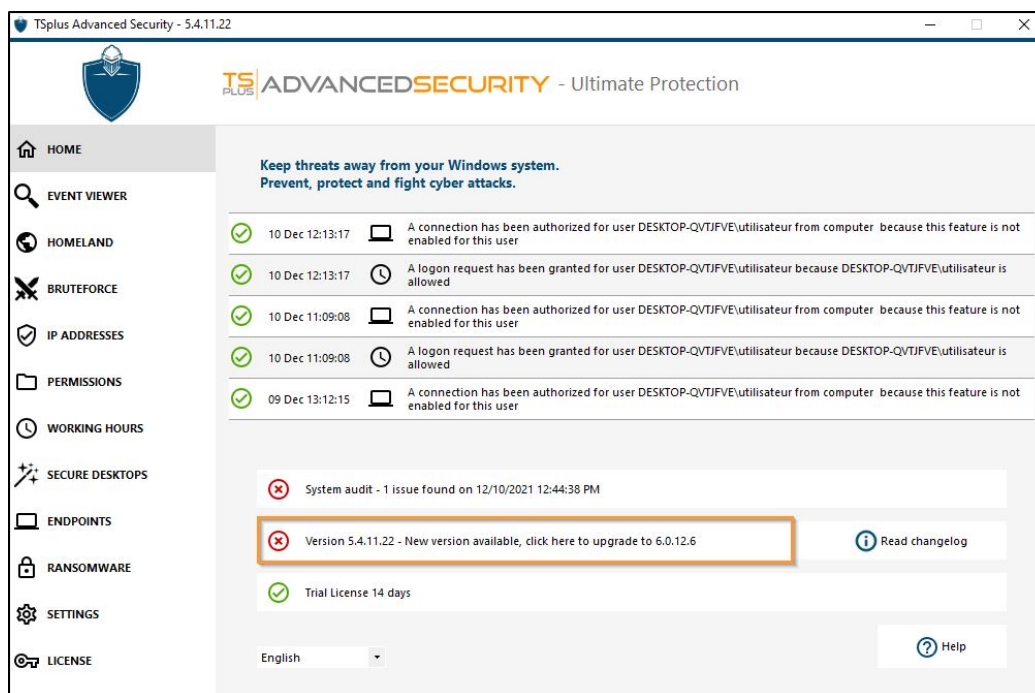 TSplus Advanced Security - 5.4.11.22
TS PLUS ADVANCEDSECURITY - Ultimate Protection
HOME
EVENT VIEWER
HOMELAND
BRUTEFORCE
IP ADDRESSES
PERMISSIONS
WORKING HOURS
SECURE DESKTOPS
ENDPOINTS
RANSOMWARE
SETTINGS
LICENSE
Keep threats away from your Windows system.
Prevent, protect and fight cyber attacks.
10 Dec 12:13:17 A connection has been authorized for user DESKTOP-QVTJFVE\utilisateur from computer because this feature is not
enabled for this user
10 Dec 12:13:17 A logon request has been granted for user DESKTOP-QVTJFVE\utilisateur because DESKTOP-QVTJFVE\utilisateur is
allowed
10 Dec 11:09:08 A connection has been authorized for user DESKTOP-QVTJFVE\utilisateur from computer because this feature is not
enabled for this user
10 Dec 11:09:08 A logon request has been granted for user DESKTOP-QVTJFVE\utilisateur because DESKTOP-QVTJFVE\utilisateur is
allowed
09 Dec 13:12:15 A connection has been authorized for user DESKTOP-QVTJFVE\utilisateur from computer because this feature is not
enabled for this user
System audit - 1 issue found on 12/10/2021 12:44:38 PM
Version 5.4.11.22 - New version available, click here to upgrade to 6.0.12.6
Read changelog
Trial License 14 days
Help
English